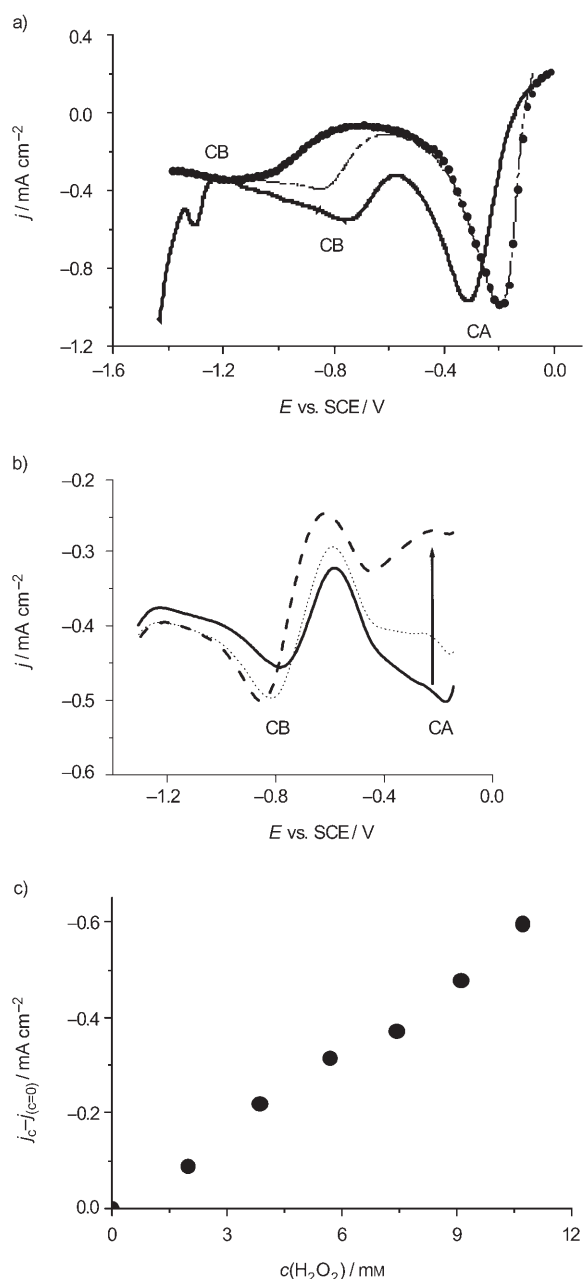 a)
0.4
0.0
−0.4
−0.8
−1.2
j / mA cm⁻²
CB
CB
CA
−1.6
−1.2
−0.8
−0.4
0.0
E vs. SCE / V
b)
−0.2
−0.3
−0.4
−0.5
−0.6
j / mA cm⁻²
CB
CA
−1.2
−0.8
−0.4
0.0
E vs. SCE / V
c)
−0.6
−0.4
−0.2
0.0
j_c–j_(c=0) / mA cm⁻²
0
3
6
9
12
c(H₂O₂) / mM